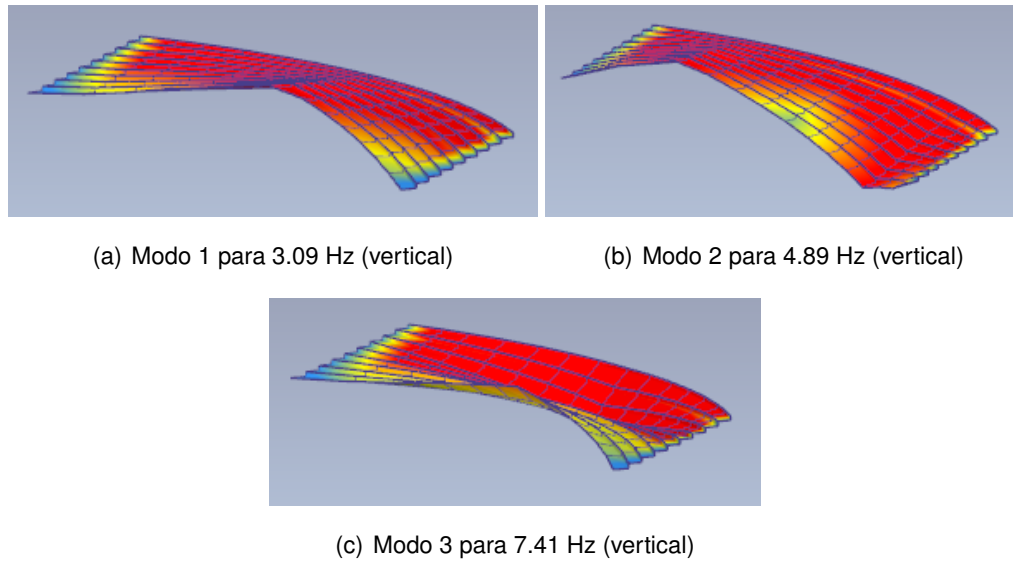 (a) Modo 1 para 3.09 Hz (vertical)
(b) Modo 2 para 4.89 Hz (vertical)
(c) Modo 3 para 7.41 Hz (vertical)